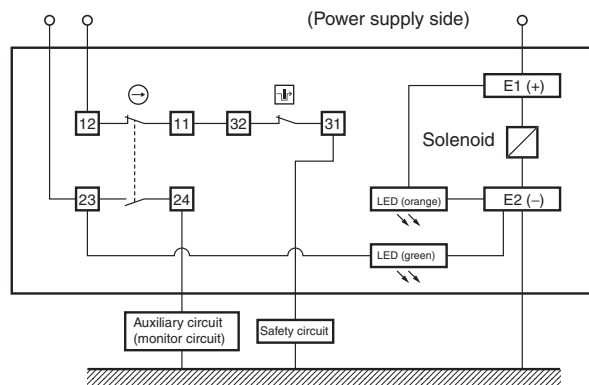 (Power supply side)
E1 (+)
12
11
32
31
Solenoid
23
24
LED (orange)
E2 (−)
LED (green)
Auxiliary circuit
(monitor circuit)
Safety circuit